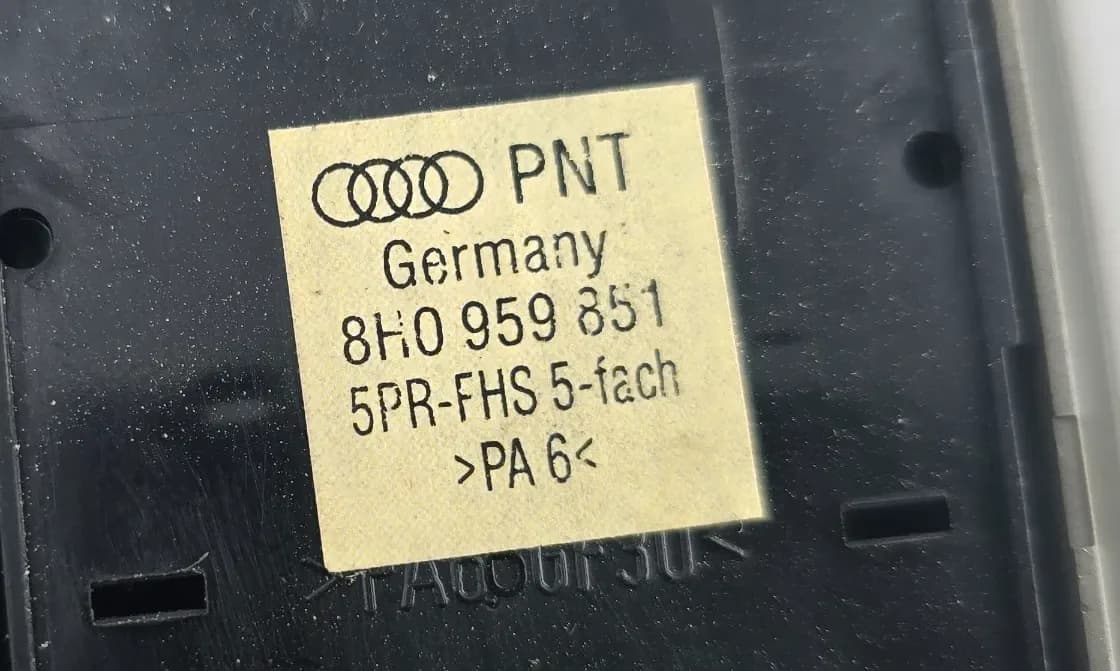 PNT
Germany
8H0 959 851
5PR-FHS 5-fach
>PA 6<